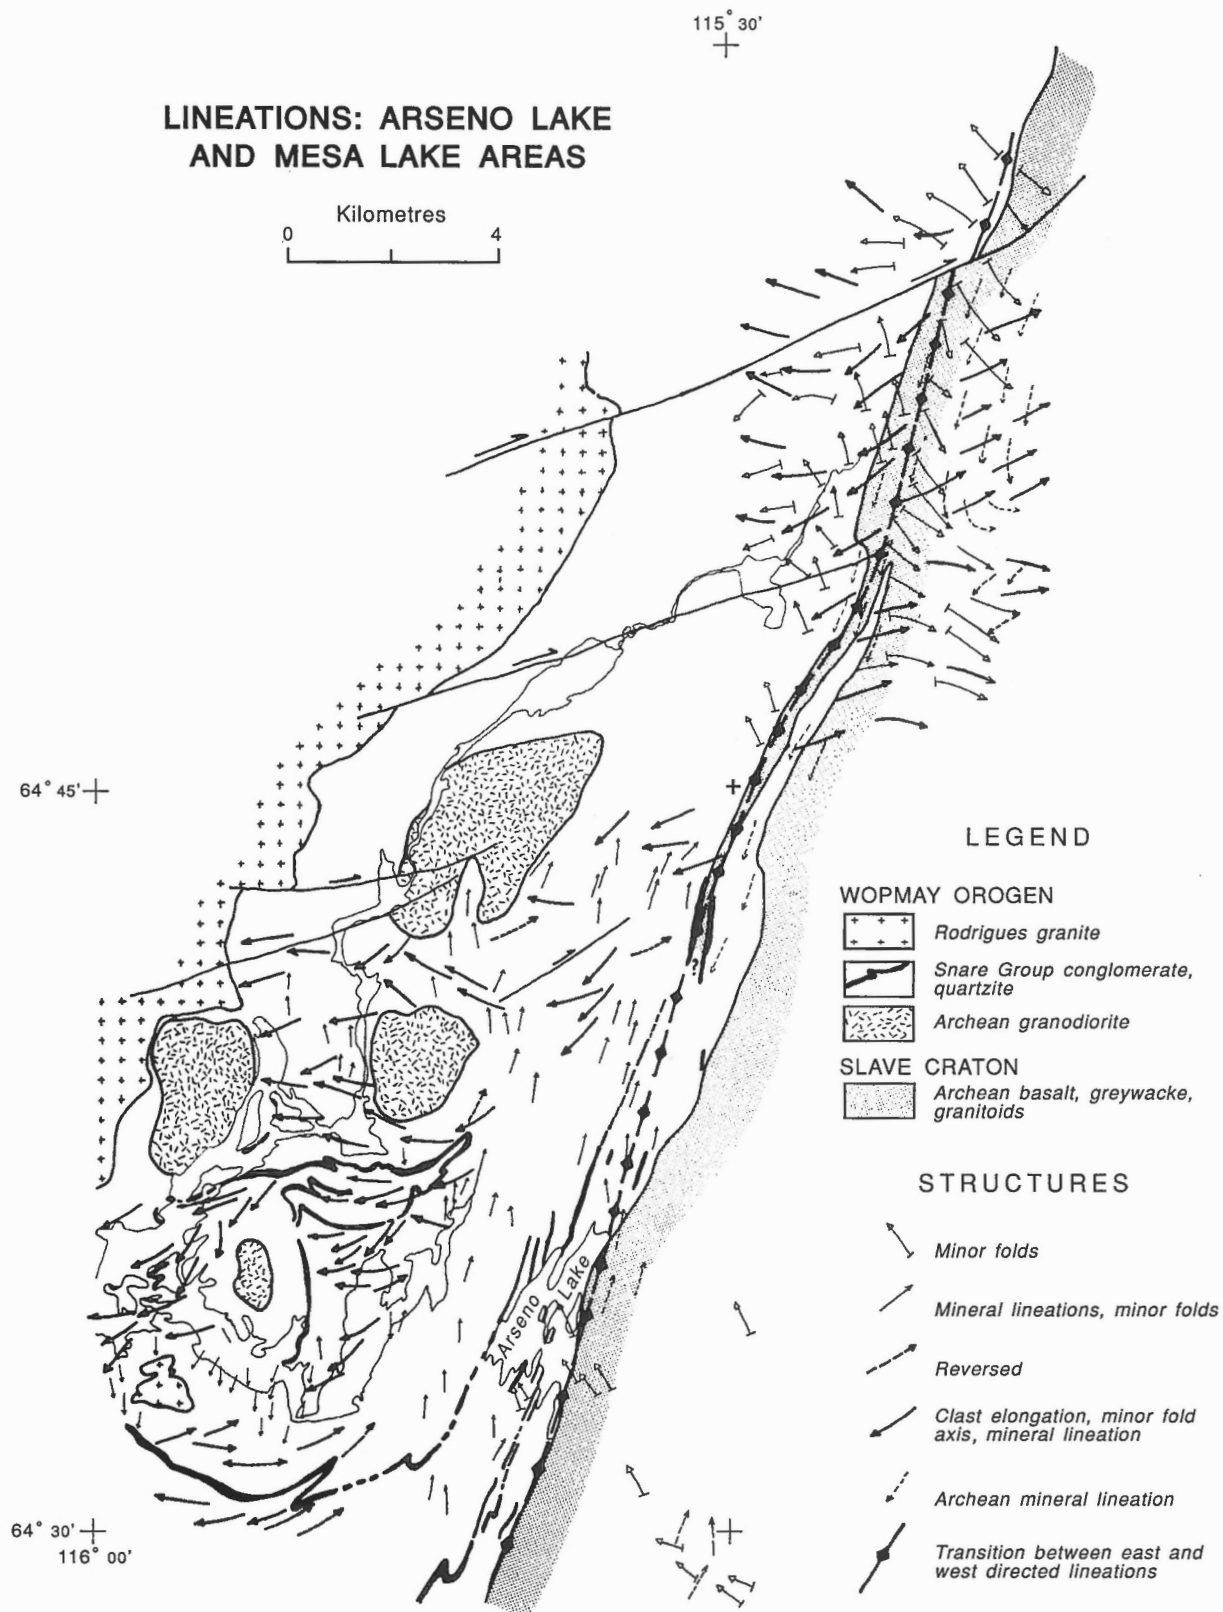 115° 30'
LINEATIONS: ARSENO LAKE
AND MESA LAKE AREAS
Kilometres
0 4
64° 45'
LEGEND
WOPMAY OROGEN
Rodrigues granite
Snare Group conglomerate,
quartzite
Archean granodiorite
SLAVE CRATON
Archean basalt, greywacke,
granitoids
STRUCTURES
Minor folds
Mineral lineations, minor folds
Reversed
Clast elongation, minor fold
axis, mineral lineation
Archean mineral lineation
Transition between east and
west directed lineations
?
Arseno
Lake
64° 30'
116° 00'